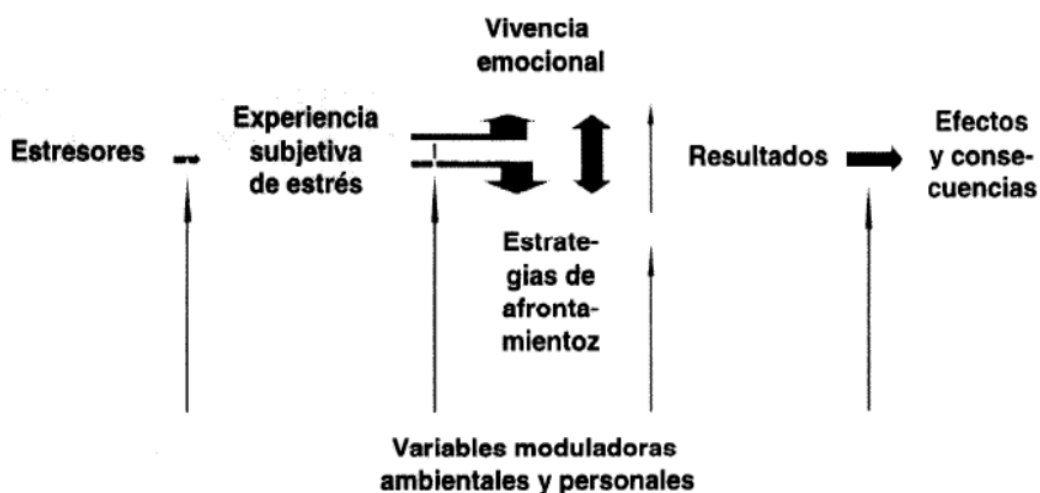 Vivencia
emocional
Estresores
Experiencia
subjetiva
de estrés
Estrate-
gias de
afronta-
mientoz
Resultados
Efectos
y conse-
cuencias
Variables moduladoras
ambientales y personales